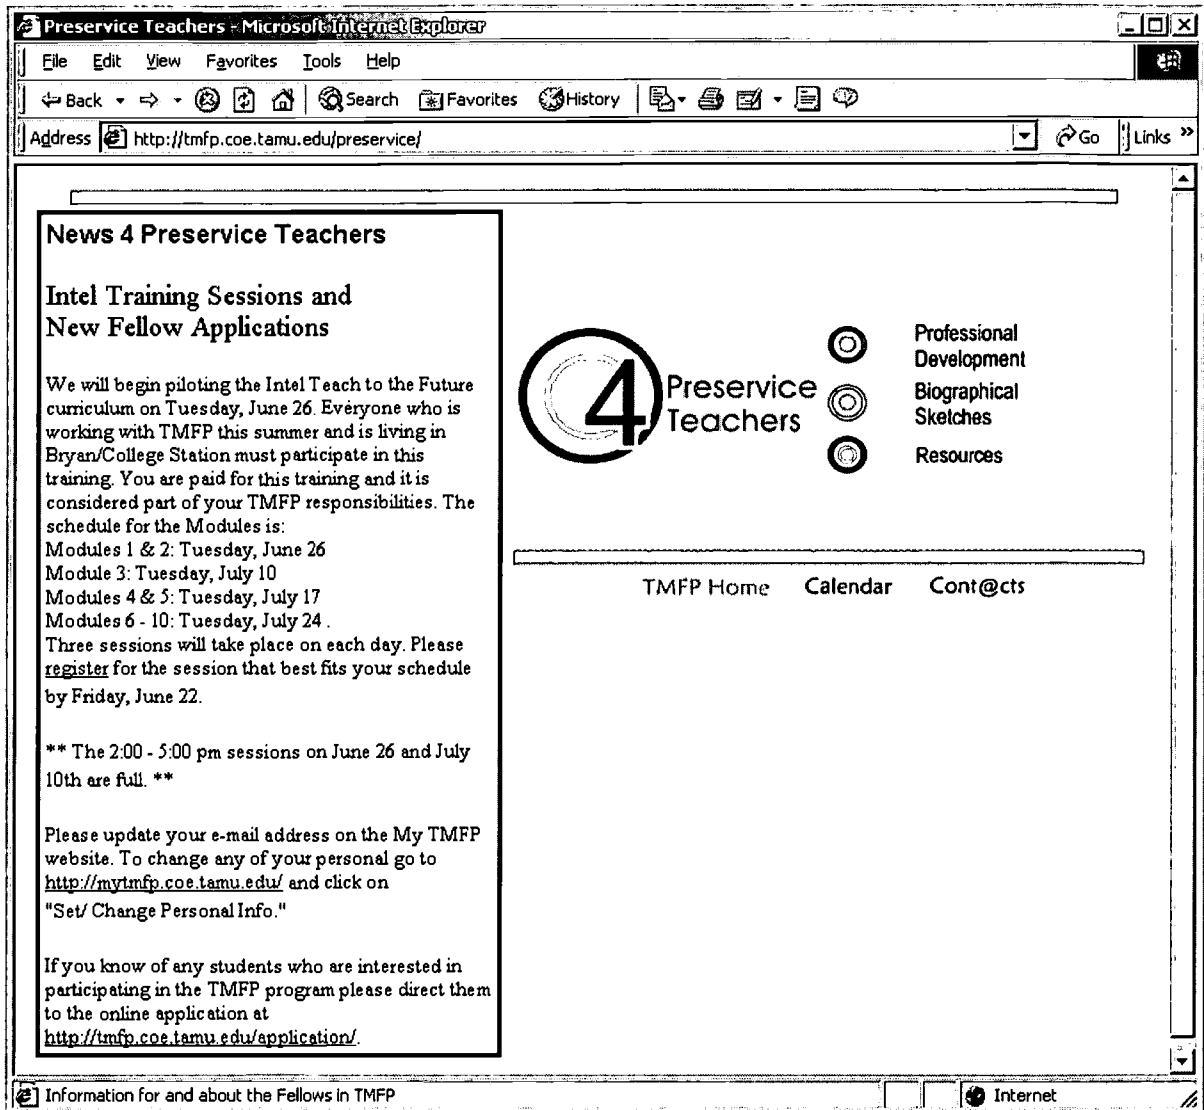 Preservice Teachers - Microsoft Internet Explorer
File Edit View Favorites Tools Help
Back Search Favorites History
Address http://tmfp.coe.tamu.edu/preservice/ Go Links »
News 4 Preservice Teachers
Intel Training Sessions and
New Fellow Applications
We will begin piloting the Intel Teach to the Future
curriculum on Tuesday, June 26. Everyone who is
working with TMFP this summer and is living in
Bryan/College Station must participate in this
training. You are paid for this training and it is
considered part of your TMFP responsibilities. The
schedule for the Modules is:
Modules 1 & 2: Tuesday, June 26
Module 3: Tuesday, July 10
Modules 4 & 5: Tuesday, July 17
Modules 6 - 10: Tuesday, July 24 .
Three sessions will take place on each day. Please
register for the session that best fits your schedule
by Friday, June 22.
** The 2:00 - 5:00 pm sessions on June 26 and July
10th are full. **
Please update your e-mail address on the My TMFP
website. To change any of your personal go to
http://mytmfp.coe.tamu.edu/ and click on
"Set/ Change Personal Info."
If you know of any students who are interested in
participating in the TMFP program please direct them
to the online application at
http://tmfp.coe.tamu.edu/application/.
4 Preservice
Teachers
Professional
Development
Biographical
Sketches
Resources
TMFP Home Calendar Cont@cts
Information for and about the Fellows in TMFP Internet